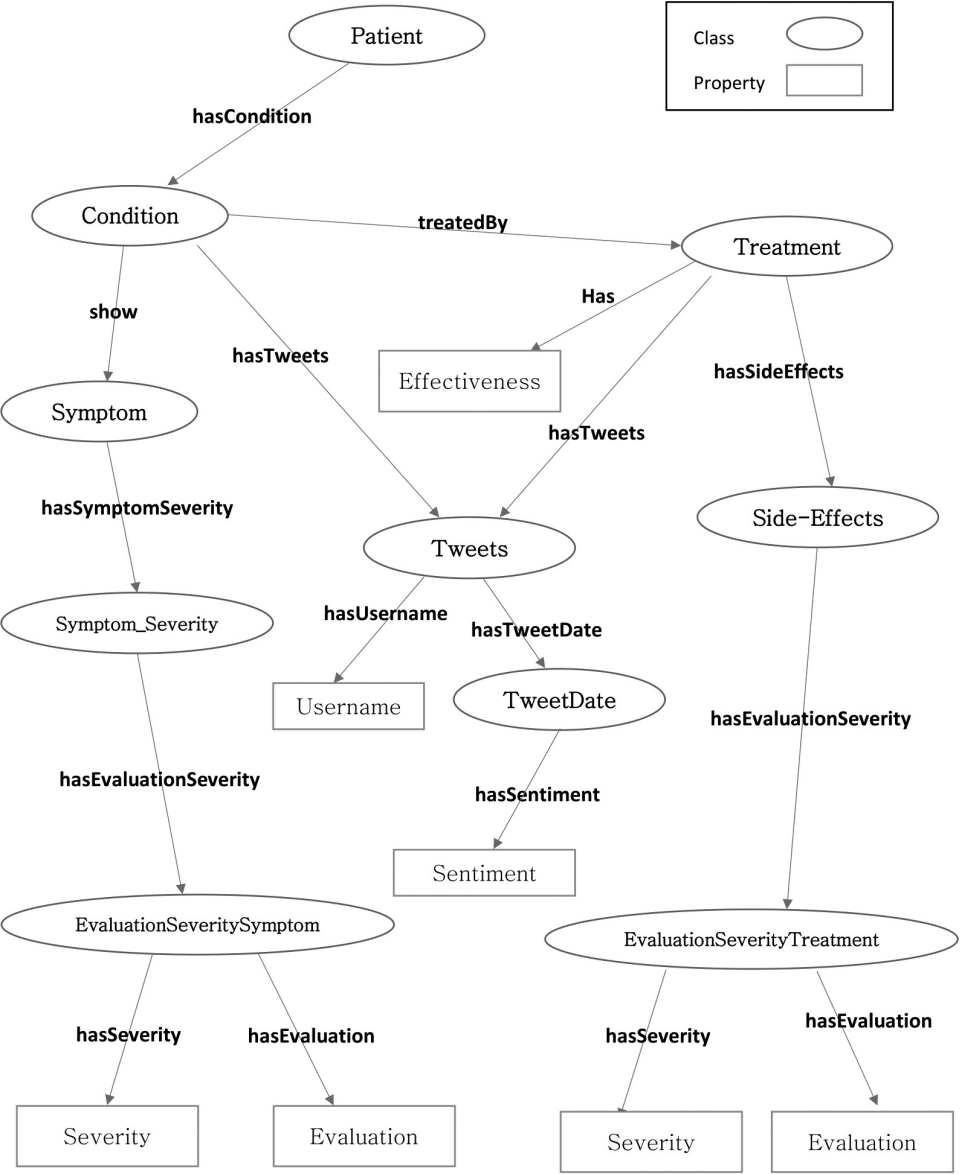 Patient
Class
Property
hasCondition
Condition
treatedBy
Treatment
show
Has
hasTweets
Effectiveness
hasSideEffects
Symptom
hasTweets
hasSymptomSeverity
Side-Effects
Tweets
Symptom_Severity
hasUsername
hasTweetDate
Username
TweetDate
hasEvaluationSeverity
hasEvaluationSeverity
hasSentiment
Sentiment
EvaluationSeveritySymptom
EvaluationSeverityTreatment
hasSeverity
hasEvaluation
hasSeverity
hasEvaluation
Severity
Evaluation
Severity
Evaluation